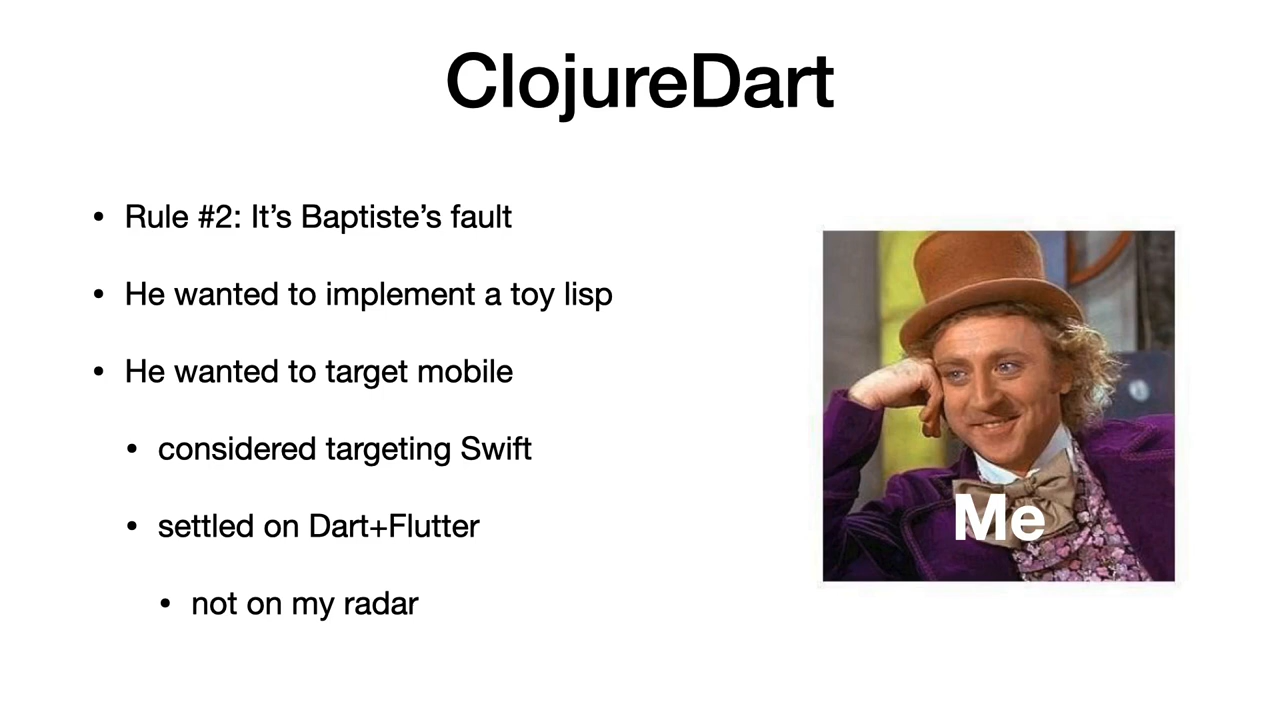 ClojureDart
• Rule #2: It’s Baptiste’s fault
• He wanted to implement a toy lisp
• He wanted to target mobile
• considered targeting Swift
• settled on Dart+Flutter
• not on my radar
Me